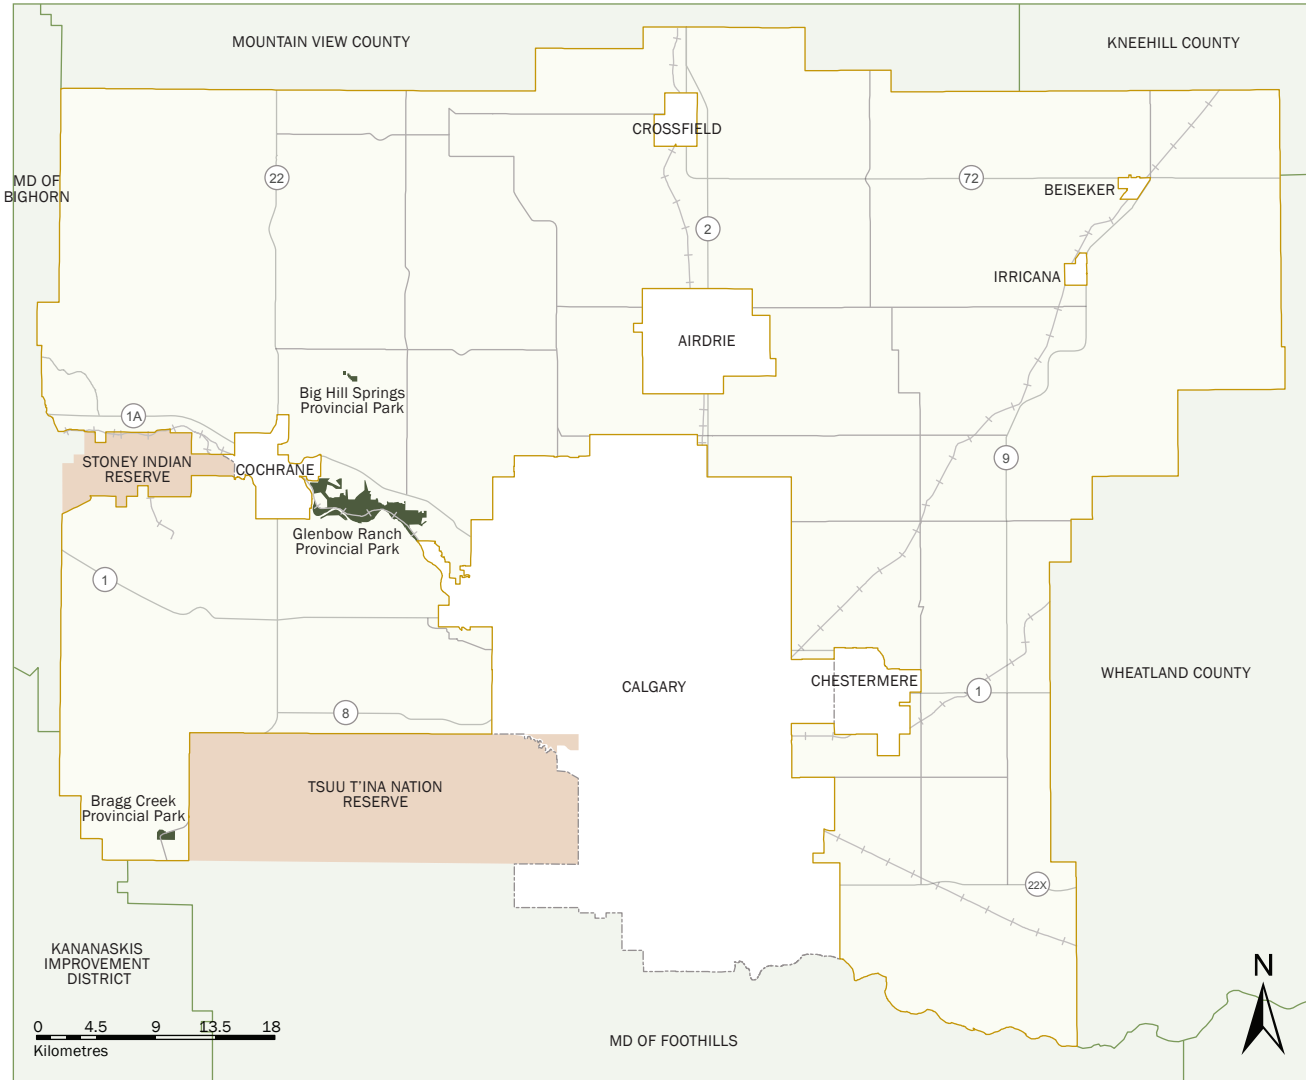 MOUNTAIN VIEW COUNTY
KNEEHILL COUNTY
CROSSFIELD
22
72
MD OF
BIGHORN
BEISEKER
2
IRRICANA
AIRDRIE
Big Hill Springs
Provincial Park
1A
STONEY INDIAN
RESERVE
COCHRANE
9
Glenbow Ranch
Provincial Park
1
WHEATLAND COUNTY
CALGARY
CHESTERMERE
1
8
TSUU T'INA NATION
RESERVE
Bragg Creek
Provincial Park
22X
KANANASKIS
IMPROVEMENT
DISTRICT
N
0 4.5 9 13.5 18
Kilometres
MD OF FOOTHILLS